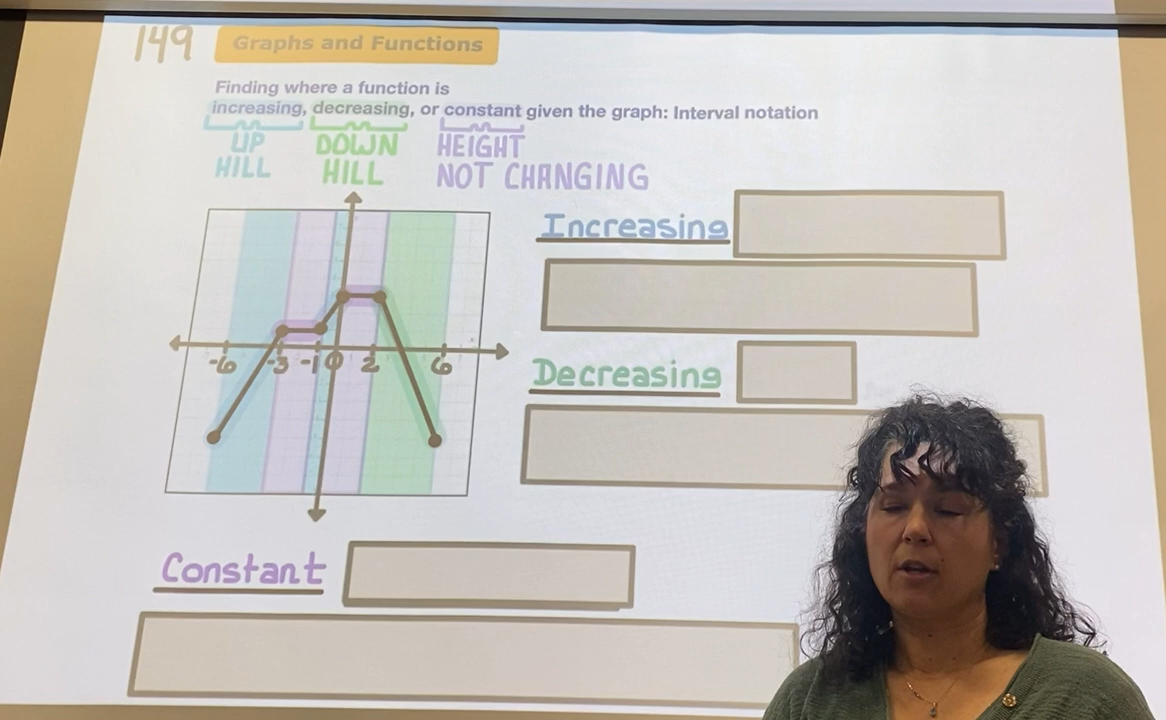 149
Graphs and Functions
Finding where a function is
increasing, decreasing, or constant given the graph: Interval notation
UP HILL
DOWN HILL
HEIGHT NOT CHANGING
Increasing
-6 -3 -1 0 2 6
Decreasing
Constant